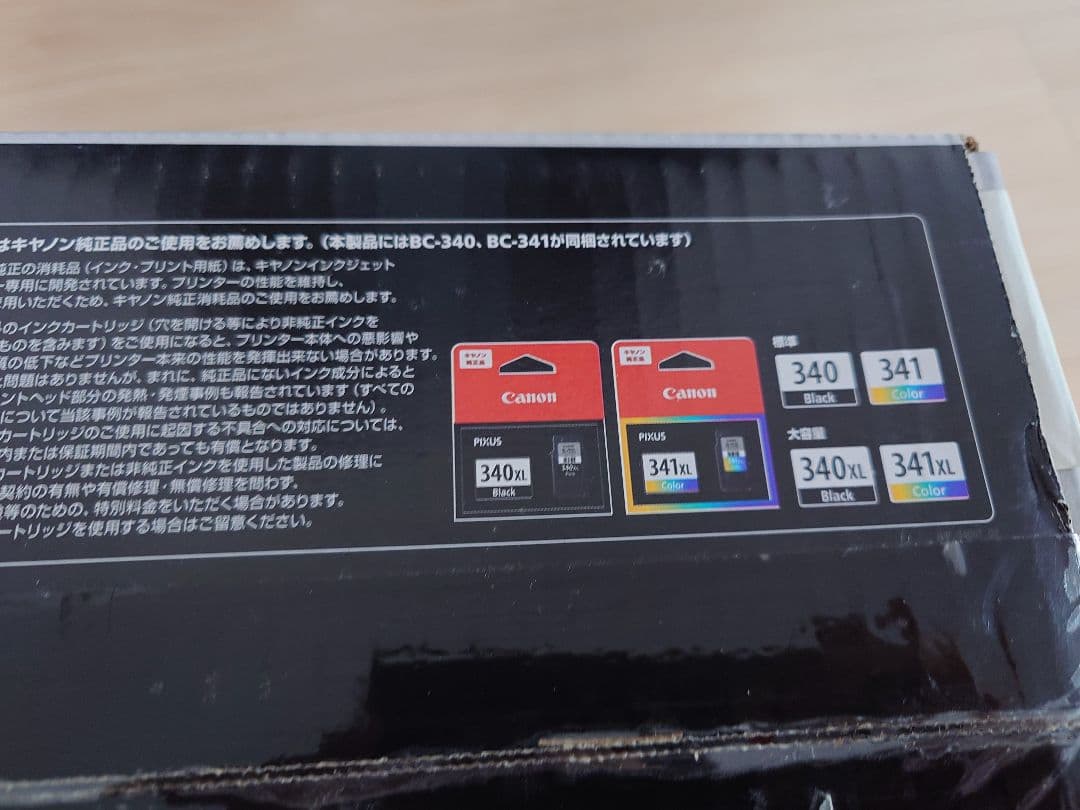 はキヤノン純正品のご使用をお薦めします。(本製品にはBC-340、BC-341が同梱されています)
純正の消耗品(インク・プリント用紙)は、キヤノンインクジェット
ー専用に開発されています。プリンターの性能を維持し、
用いただくため、キヤノン純正消耗品のご使用をお薦めします。
のインクカートリッジ(穴を開ける等により非純正インクを
ものを含みます)をご使用になると、プリンター本体への悪影響や
の低下などプリンター本来の性能を発揮出来ない場合があります。
問題はありませんが、まれに、純正品にないインク成分によると
ントヘッド部分の発熱・発煙事例も報告されています(すべての
について当該事例が報告されているものではありません)。
カートリッジのご使用に起因する不具合への対応については、
内または保証期間内であっても有償となります。
カートリッジまたは非純正インクを使用した製品の修理に
契約の有無や有償修理・無償修理を問わず。
等のための、特別料金をいただく場合があります。
ートリッジを使用する場合はご留意ください。
キヤノン
純正品
Canon
PIXUS
340XL
Black
キヤノン
純正品
Canon
PIXUS
341XL
Color
標準
340
Black
341
Color
大容量
340XL
Black
341XL
Color